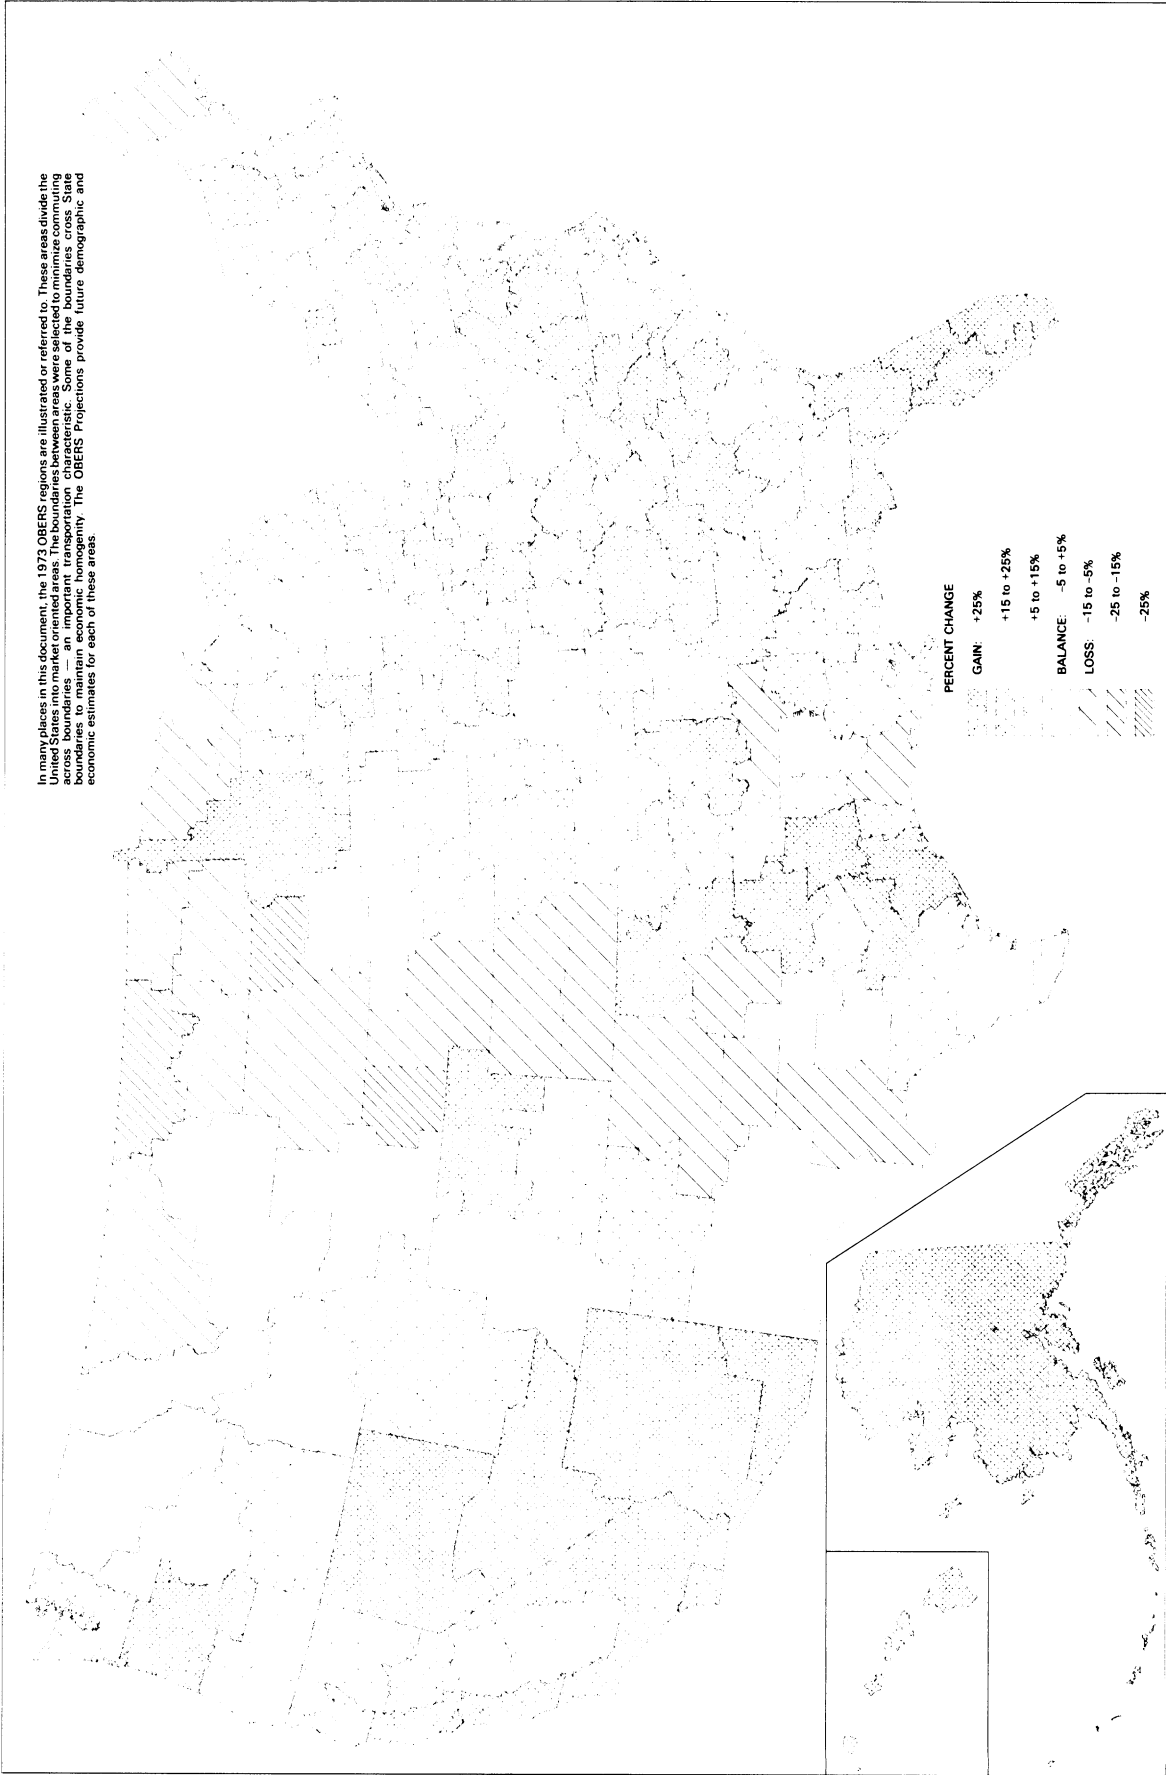 In many places in this document, the 1973 OBERS regions are illustrated or referred to. These areas divide the
United States into market oriented areas. The boundaries between areas were selected to minimize commuting
across boundaries — an important transportation characteristic. Some of the boundaries cross State
boundaries to maintain economic homogenity. The OBERS Projections provide future demographic and
economic estimates for each of these areas.
PERCENT CHANGE
GAIN: +25%
+15 to +25%
+5 to +15%
BALANCE: -5 to +5%
LOSS: -15 to -5%
-25 to -15%
-25%